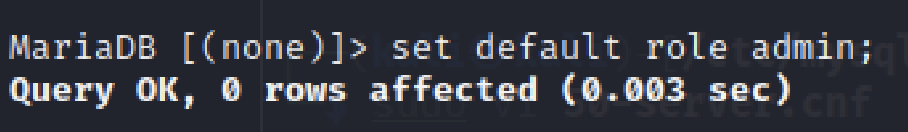 MariaDB [(none)]> set default role admin;
Query OK, 0 rows affected (0.003 sec)